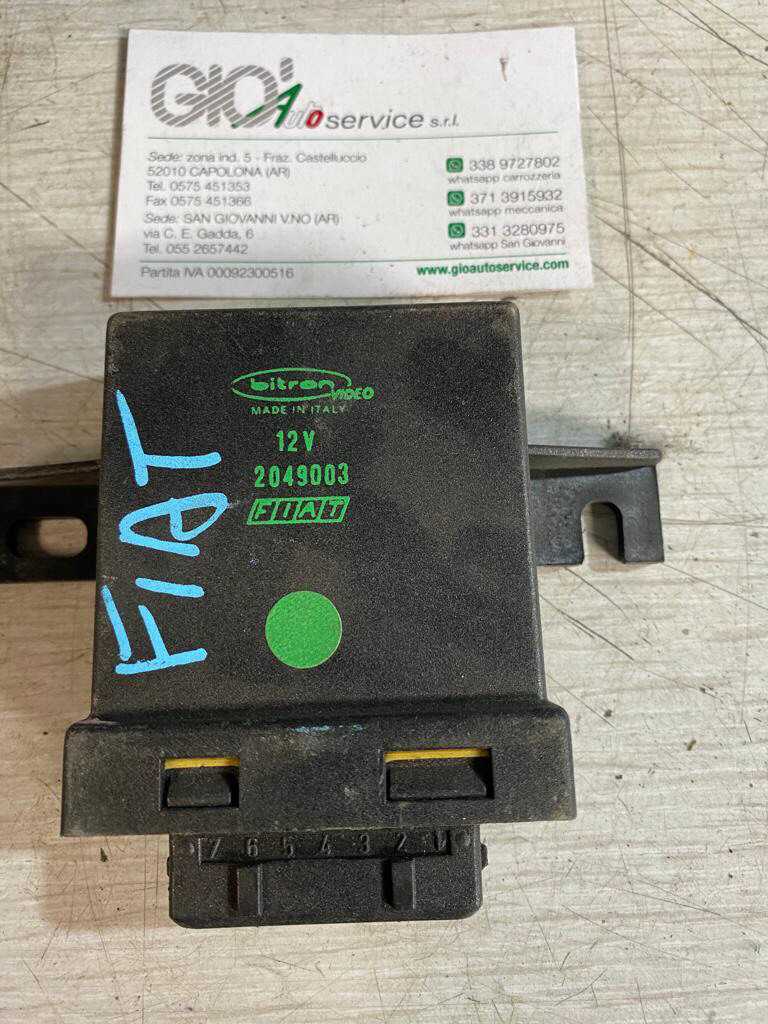 GIO' Auto service s.r.l.
Sede: zona ind. 5 - Fraz. Castelluccio
52010 CAPOLONA (AR)
Tel. 0575 451353
Fax 0575 451366
Sede: SAN GIOVANNI V.NO (AR)
via C. E. Gadda, 6
Tel. 055 2657442
Partita IVA 00092300516
338 9727802
whatsapp carrozzeria
371 3915932
whatsapp meccanica
331 3280975
whatsapp San Giovanni
www.gioautoservice.com
bitron VIDEO
MADE IN ITALY
12V
2049003
FIAT
FIAT
7 6 5 4 3 2 1